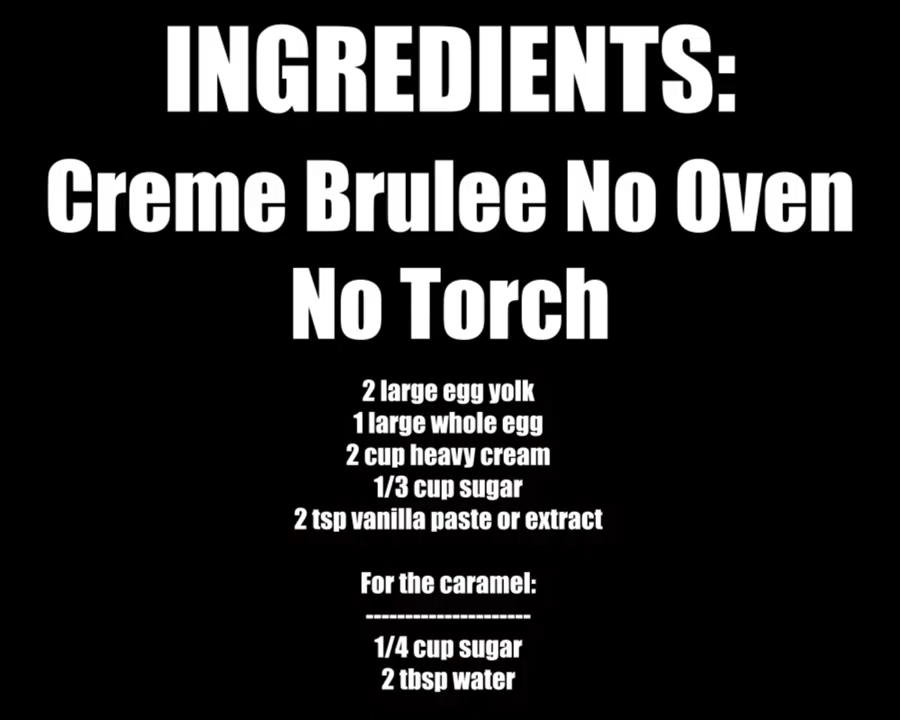 INGREDIENTS:
Creme Brulee No Oven
No Torch
2 large egg yolk
1 large whole egg
2 cup heavy cream
1/3 cup sugar
2 tsp vanilla paste or extract
For the caramel:
---------------------
1/4 cup sugar
2 tbsp water